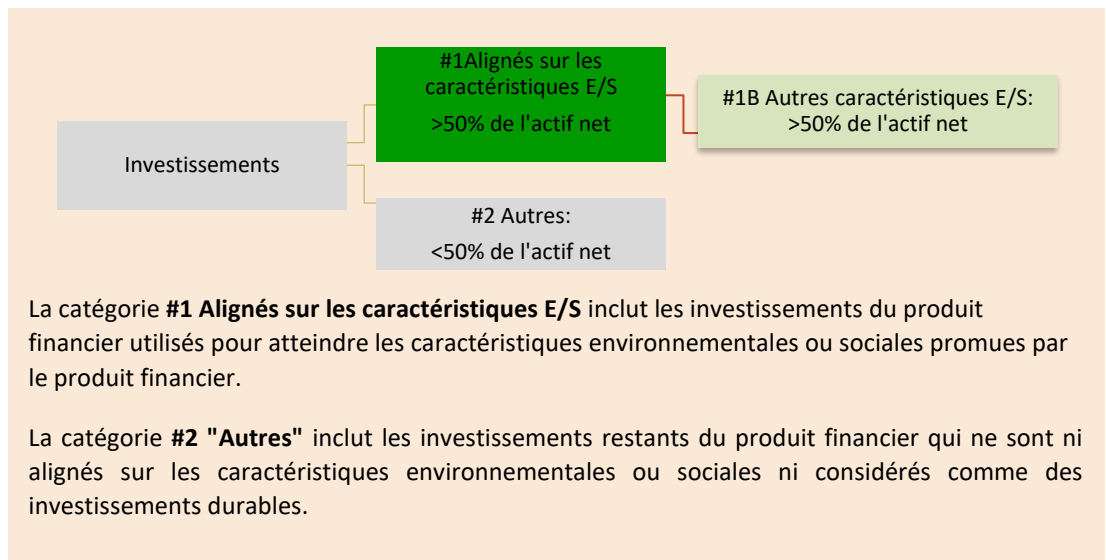 #1Alignés sur les
caractéristiques E/S
>50% de l'actif net
#1B Autres caractéristiques E/S:
>50% de l'actif net
Investissements
#2 Autres:
<50% de l'actif net
La catégorie #1 Alignés sur les caractéristiques E/S inclut les investissements du produit
financier utilisés pour atteindre les caractéristiques environnementales ou sociales promues par
le produit financier.
La catégorie #2 "Autres" inclut les investissements restants du produit financier qui ne sont ni
alignés sur les caractéristiques environnementales ou sociales ni considérés comme des
investissements durables.